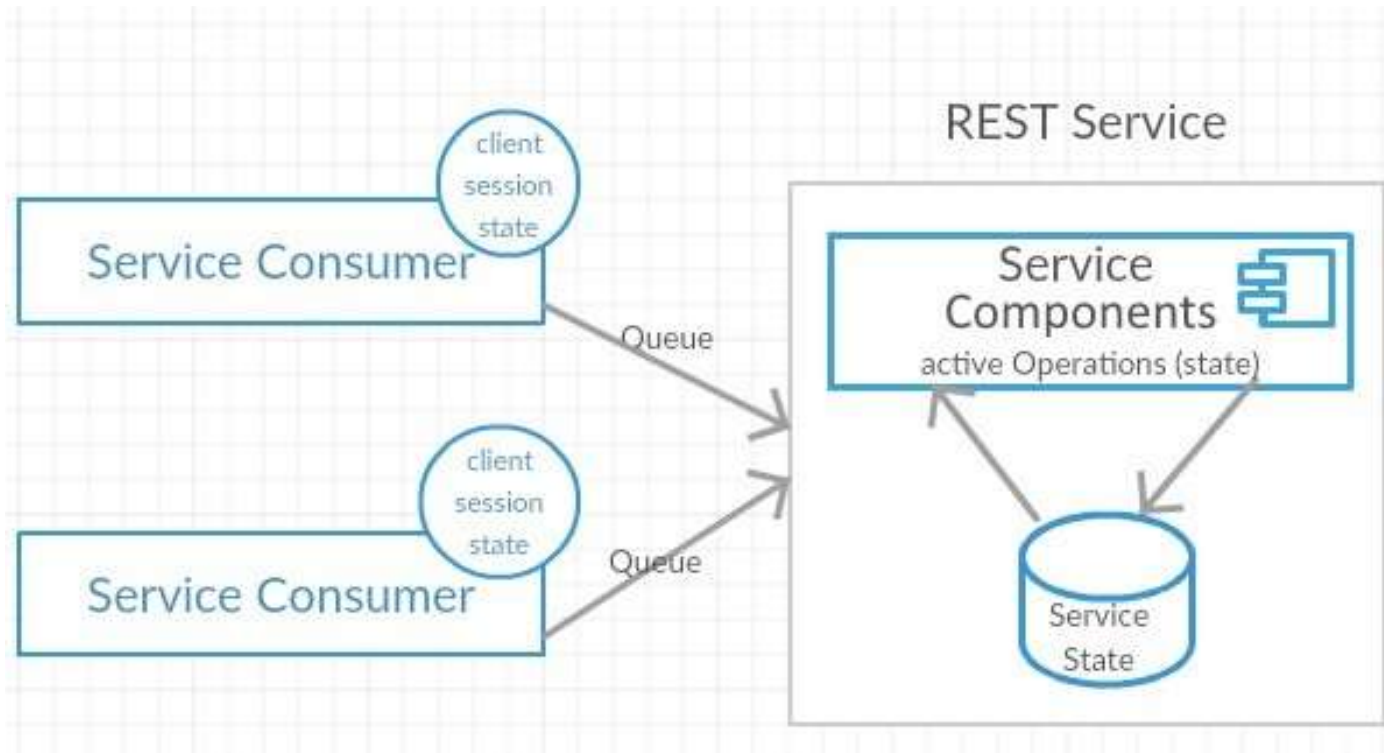 REST Service
client
session
state
Service Consumer
Queue
client
session
state
Service Consumer
Queue
Service
Components
active Operations (state)
Service
State